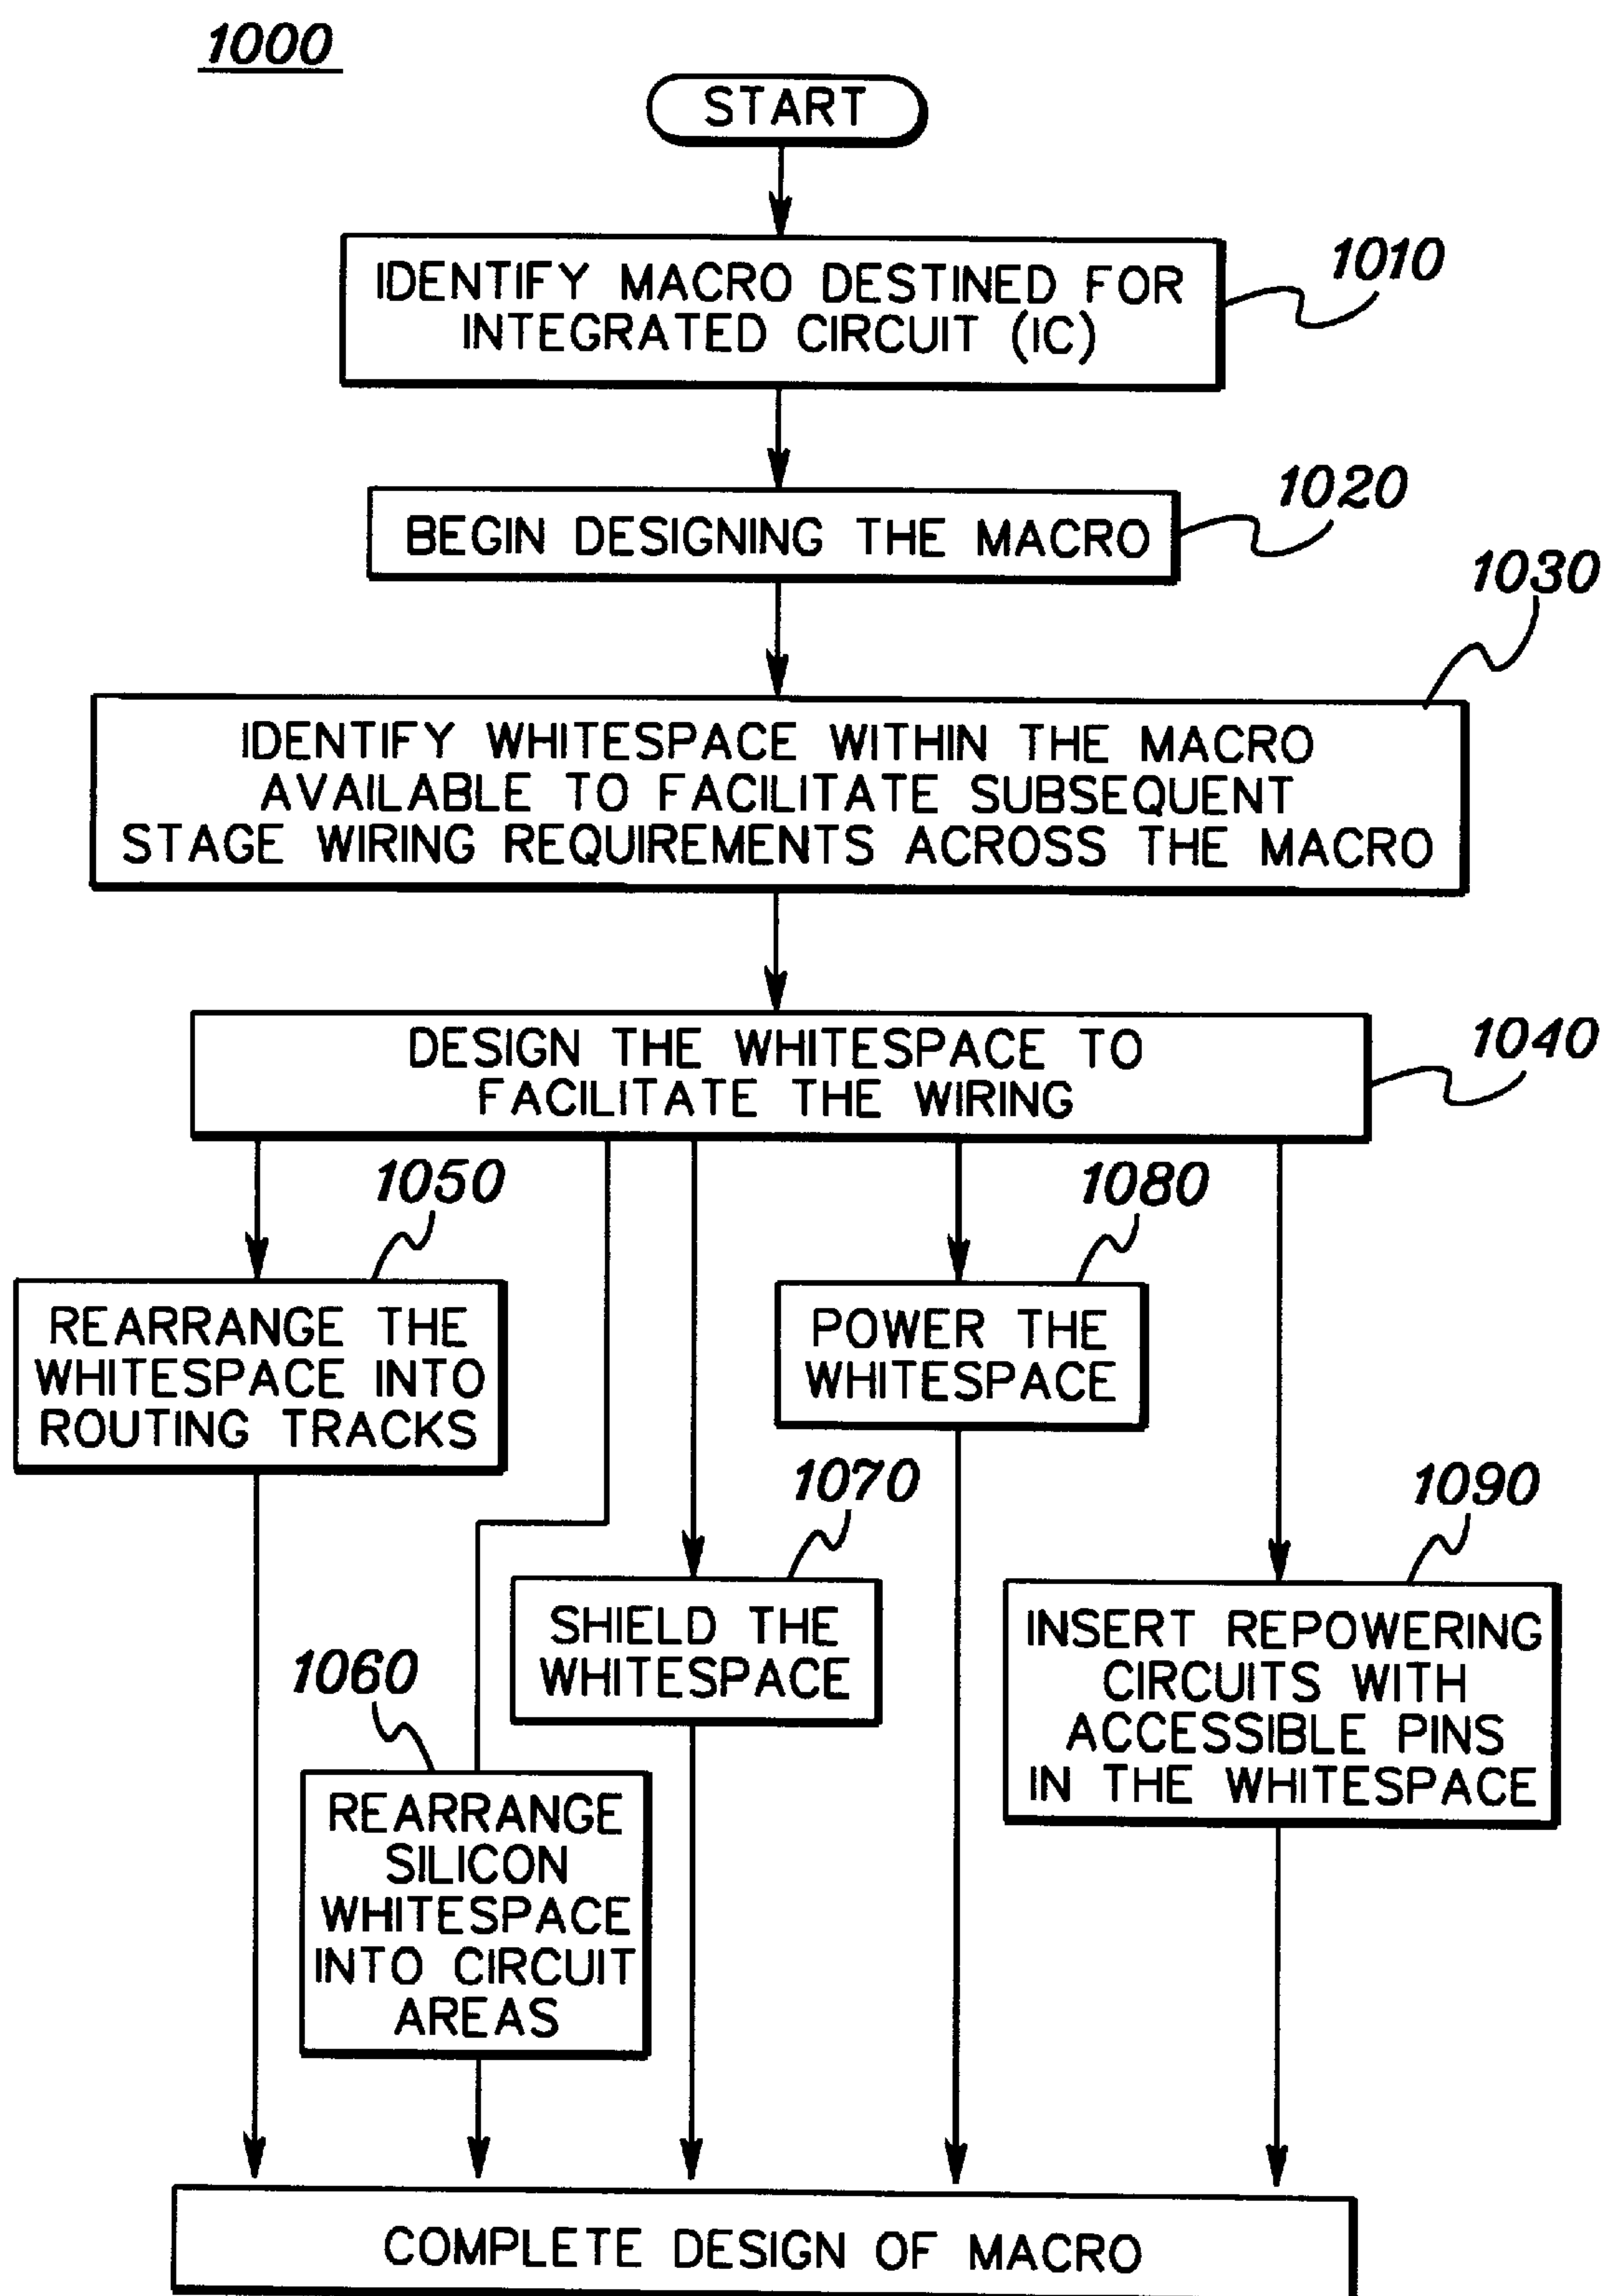 1000
START
IDENTIFY MACRO DESTINED FOR
INTEGRATED CIRCUIT (IC)
1010
BEGIN DESIGNING THE MACRO
1020
1030
IDENTIFY WHITESPACE WITHIN THE MACRO
AVAILABLE TO FACILITATE SUBSEQUENT
STAGE WIRING REQUIREMENTS ACROSS THE MACRO
DESIGN THE WHITESPACE TO
FACILITATE THE WIRING
1040
1050
REARRANGE THE
WHITESPACE INTO
ROUTING TRACKS
1080
POWER THE
WHITESPACE
1070
SHIELD THE
WHITESPACE
1090
INSERT REPOWERING
CIRCUITS WITH
ACCESSIBLE PINS
IN THE WHITESPACE
1060
REARRANGE
SILICON
WHITESPACE
INTO CIRCUIT
AREAS
COMPLETE DESIGN OF MACRO